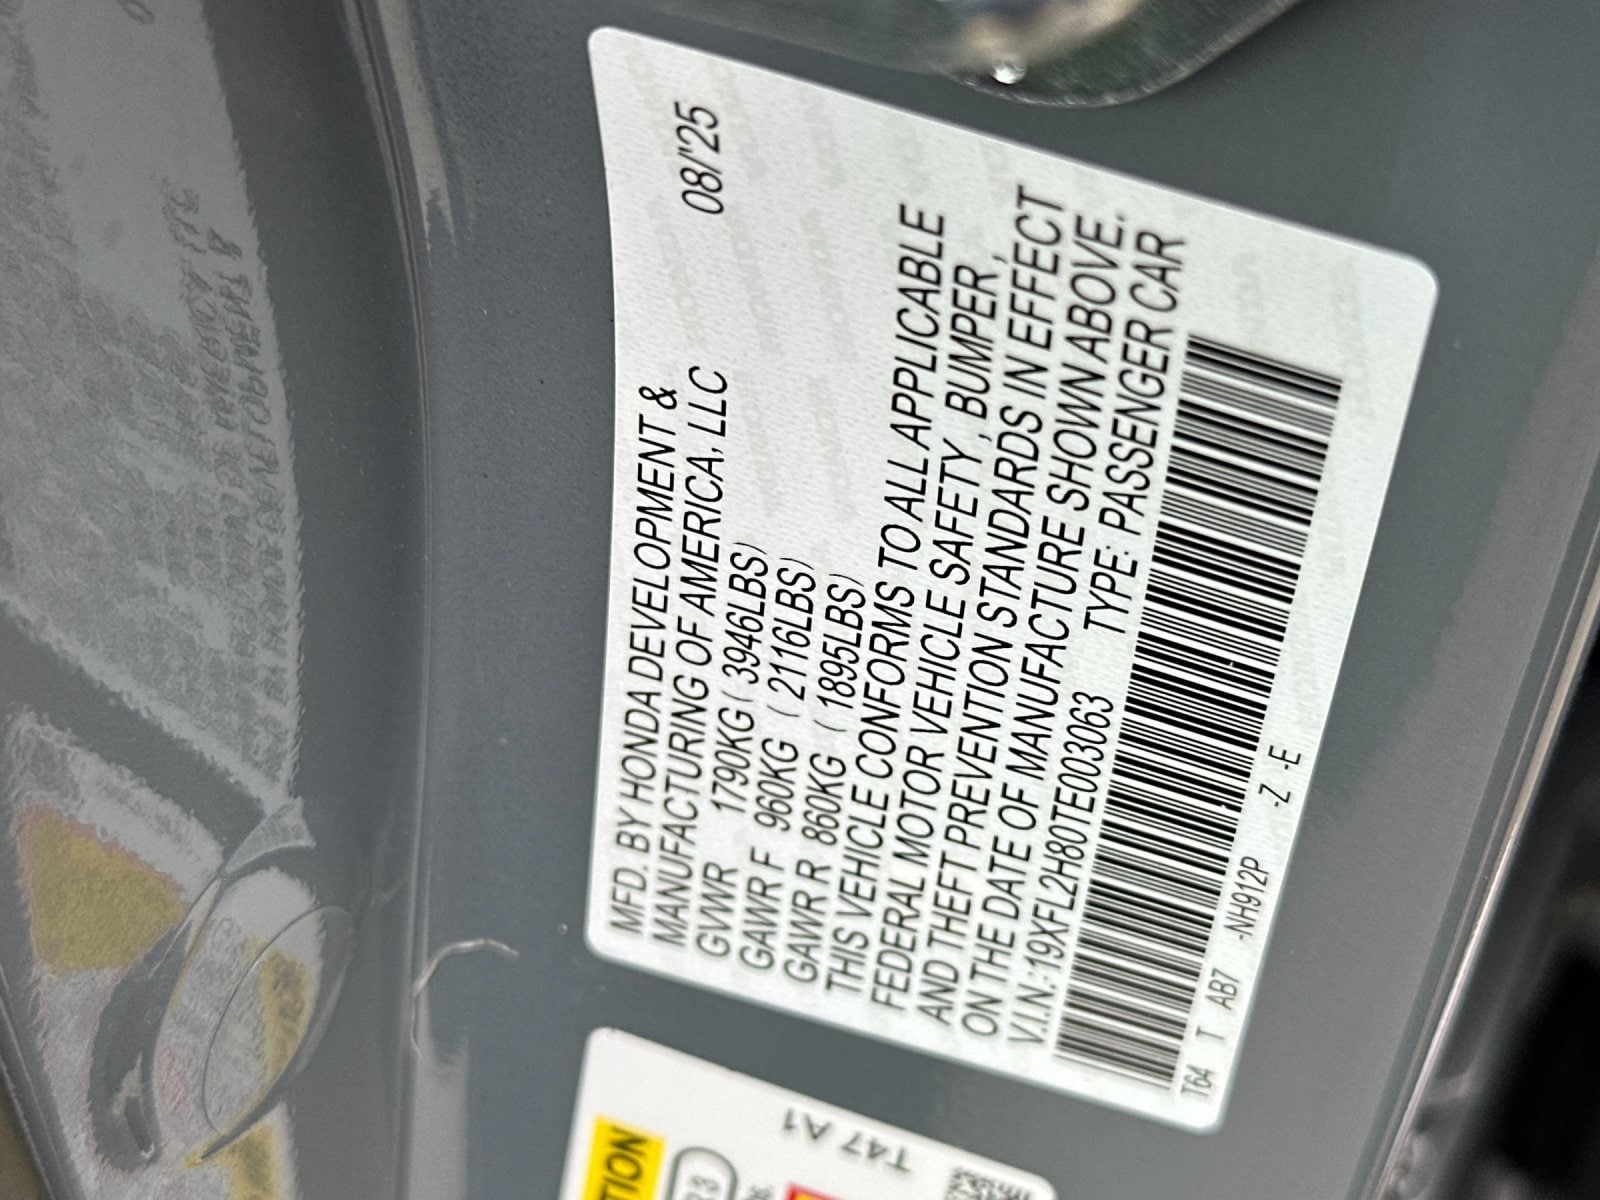 MFD. BY HONDA DEVELOPMENT &
MANUFACTURING OF AMERICA, LLC 08/'25
GVWR 1790KG ( 3946LBS)
GAWR F 960KG ( 2116LBS)
GAWR R 860KG ( 1895LBS)
THIS VEHICLE CONFORMS TO ALL APPLICABLE
FEDERAL MOTOR VEHICLE SAFETY, BUMPER,
AND THEFT PREVENTION STANDARDS IN EFFECT
ON THE DATE OF MANUFACTURE SHOWN ABOVE.
V.I.N.:19XFL2H80TE003063 TYPE: PASSENGER CAR
T64 T AB7 -NH912P -Z -E
TION
T47 A1